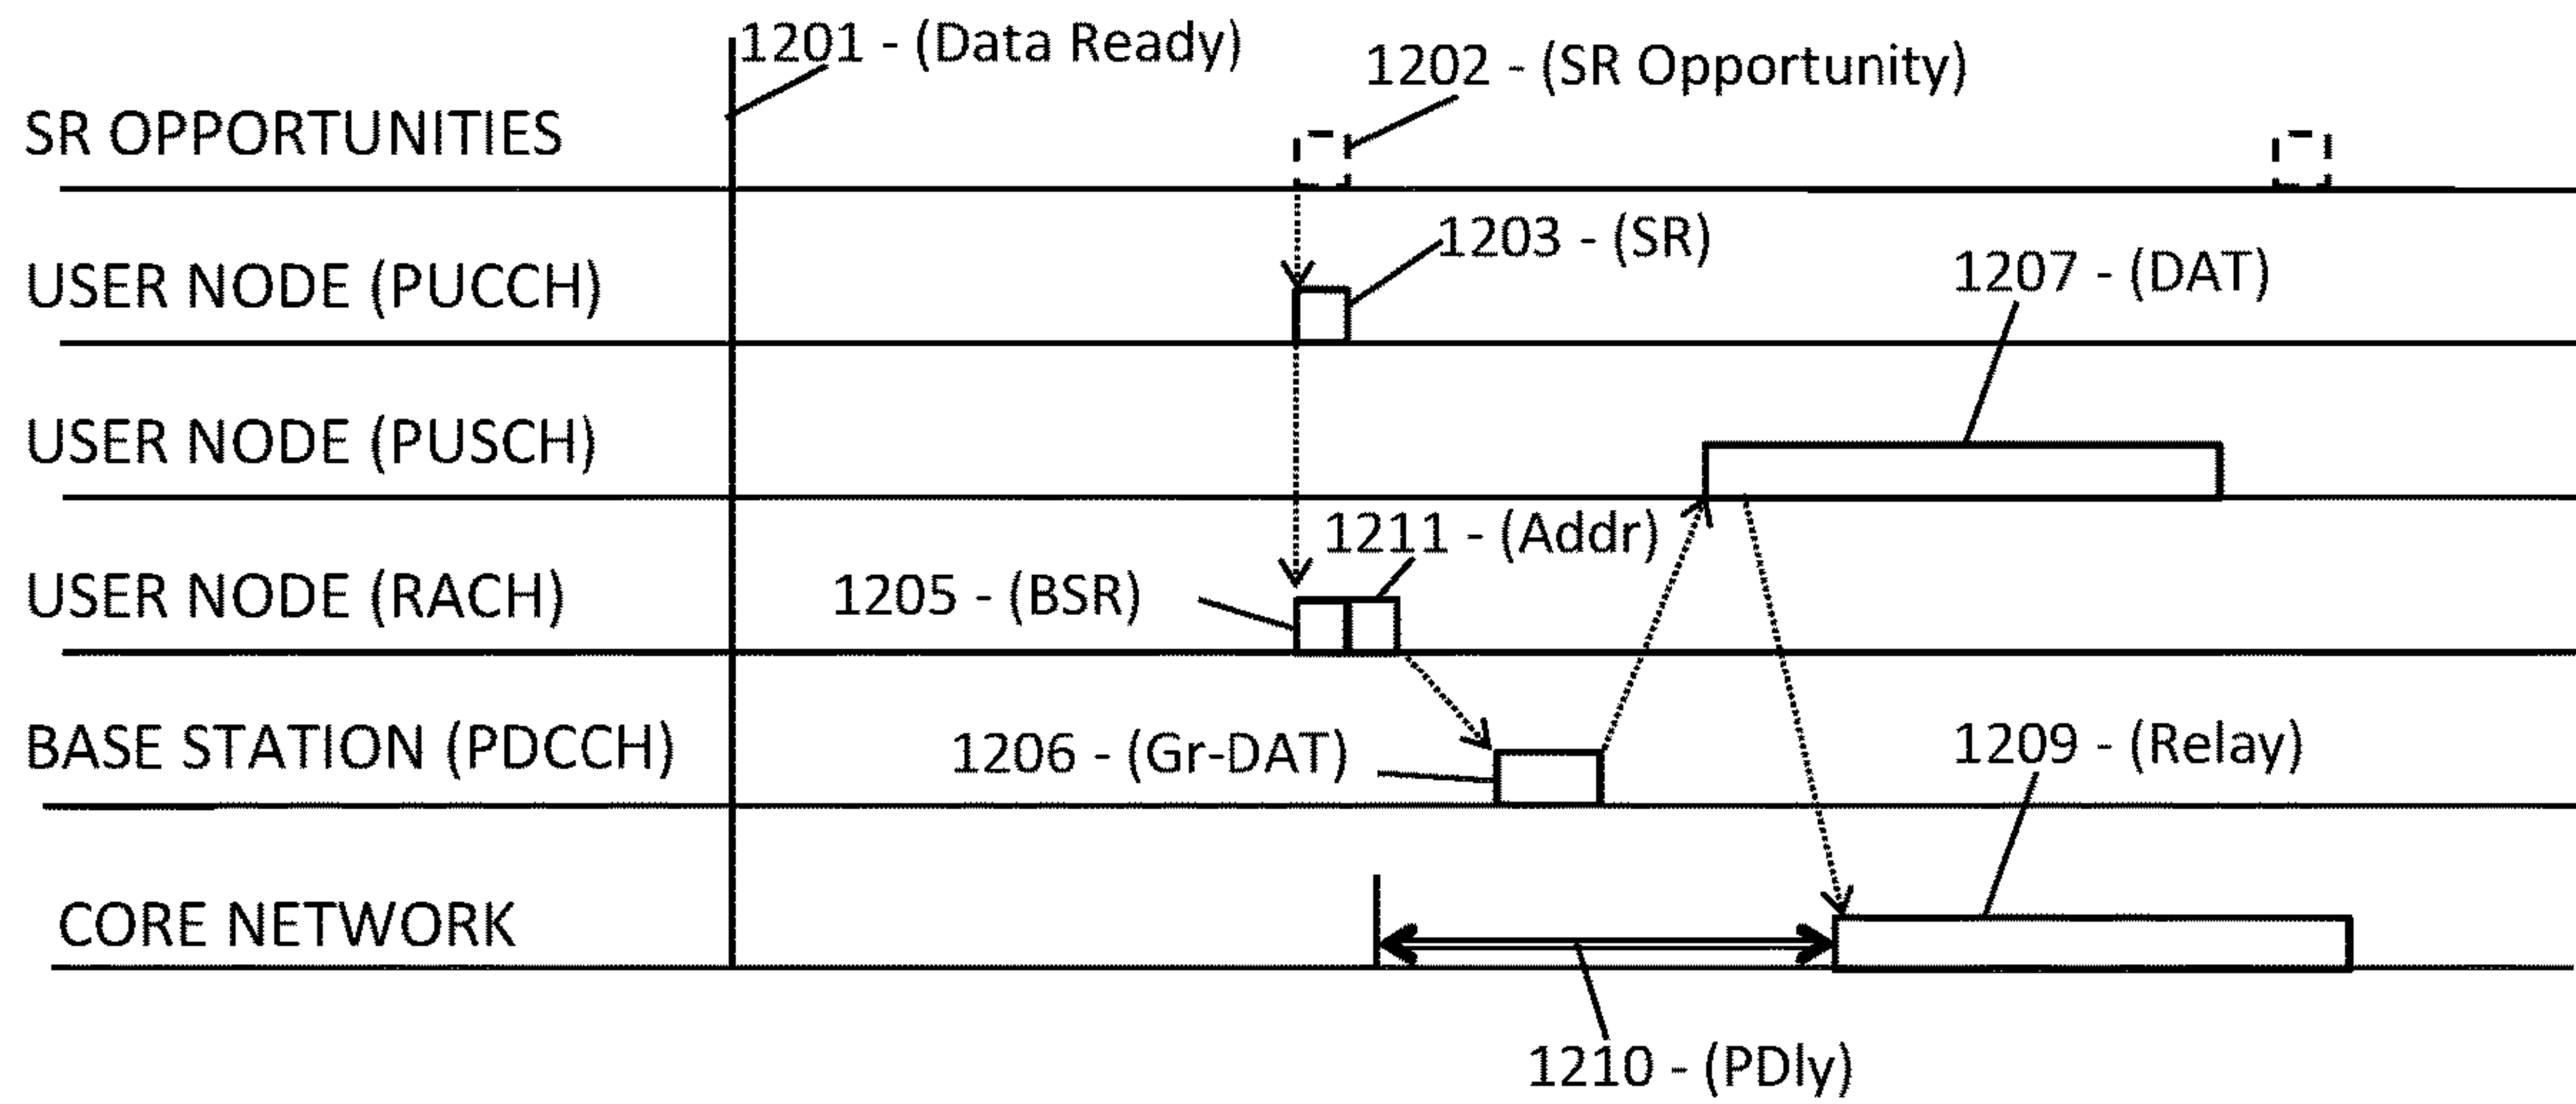 1201 - (Data Ready)
1202 - (SR Opportunity)
SR OPPORTUNITIES
1203 - (SR)
USER NODE (PUCCH)
1207 - (DAT)
USER NODE (PUSCH)
1211 - (Addr)
USER NODE (RACH)
1205 - (BSR)
BASE STATION (PDCCH)
1206 - (Gr-DAT)
1209 - (Relay)
CORE NETWORK
1210 - (PDly)